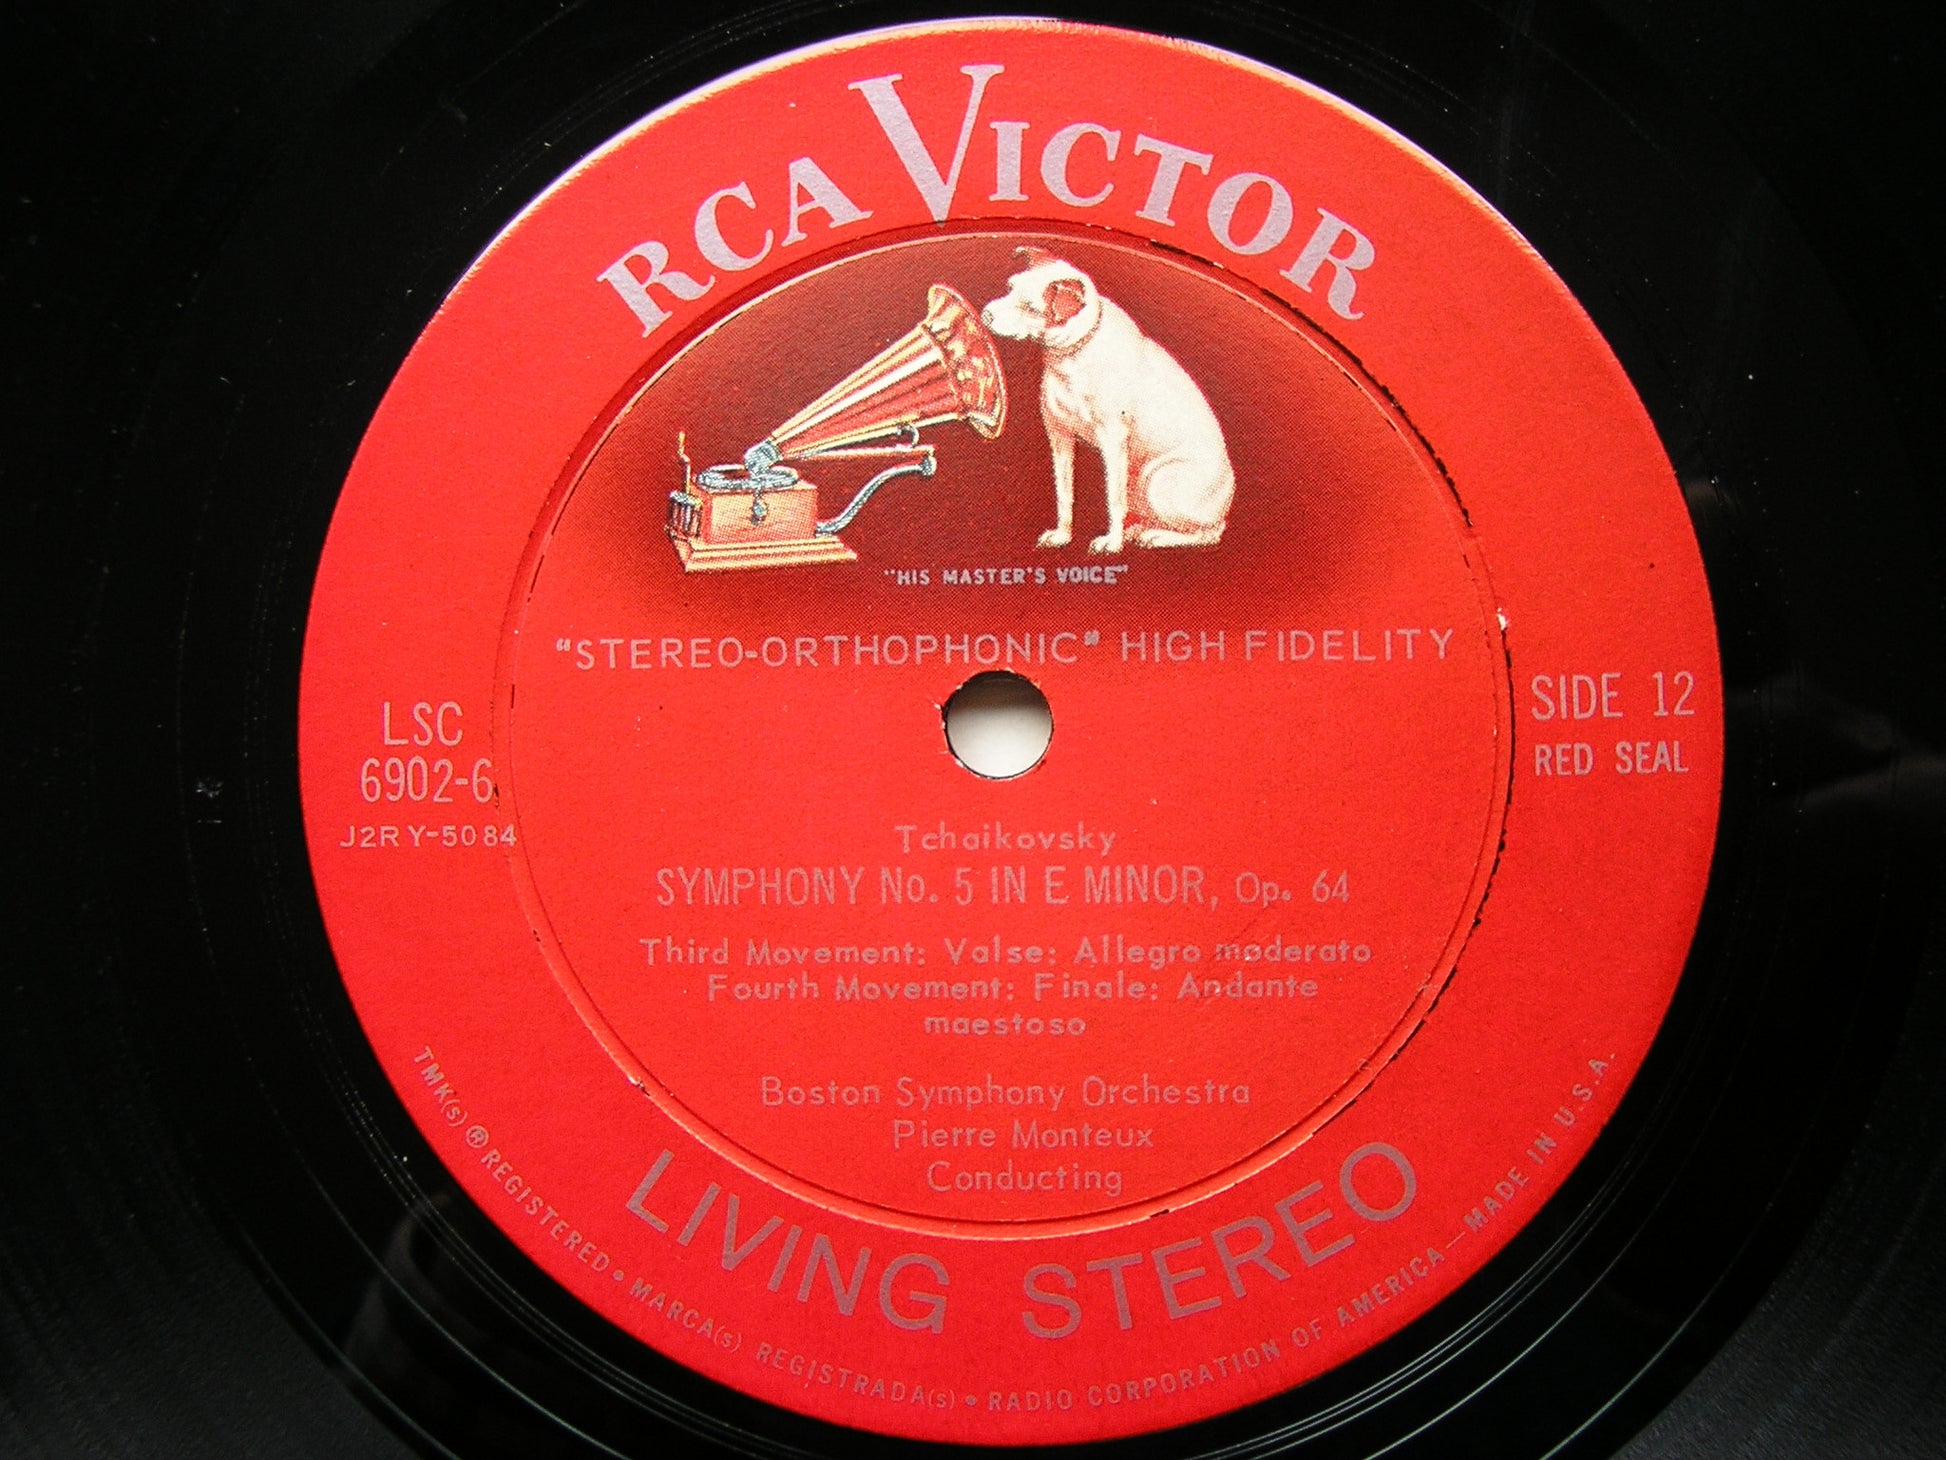 RCA VICTOR
"HIS MASTER'S VOICE"
"STEREO-ORTHOPHONIC" HIGH FIDELITY
LSC
6902-6
J2RY-5084
SIDE 12
RED SEAL
Tchaikovsky
SYMPHONY No. 5 IN E MINOR, Op. 64
Third Movement: Valse: Allegro moderato
Fourth Movement: Finale: Andante
maestoso
Boston Symphony Orchestra
Pierre Monteux
Conducting
LIVING STEREO
TMK(s) ® REGISTERED • MARCA(s) REGISTRADA(s) • RADIO CORPORATION OF AMERICA—MADE IN U.S.A.